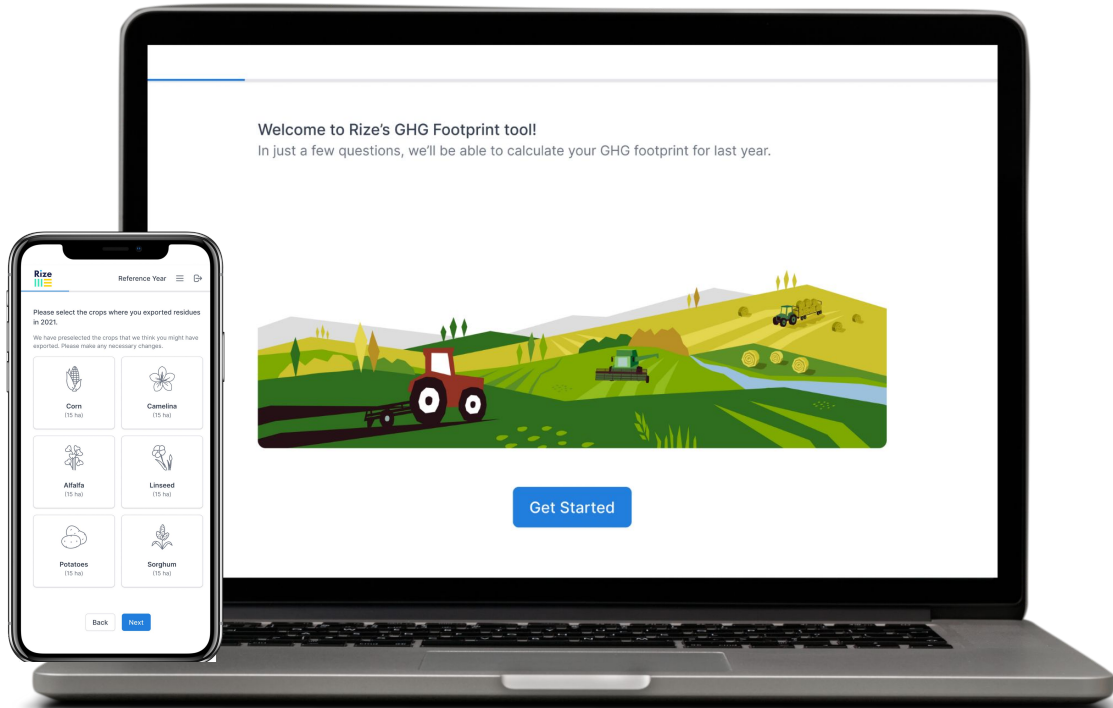 Welcome to Rize's GHG Footprint tool!
In just a few questions, we'll be able to calculate your GHG footprint for last year.
Get Started
Rize
Reference Year
Please select the crops where you exported residues
in 2021.
We have preselected the crops that we think you might have
exported. Please make any necessary changes.
Corn
(15 ha)
Camelina
(15 ha)
Alfalfa
(15 ha)
Linseed
(15 ha)
Potatoes
(15 ha)
Sorghum
(15 ha)
Back
Next